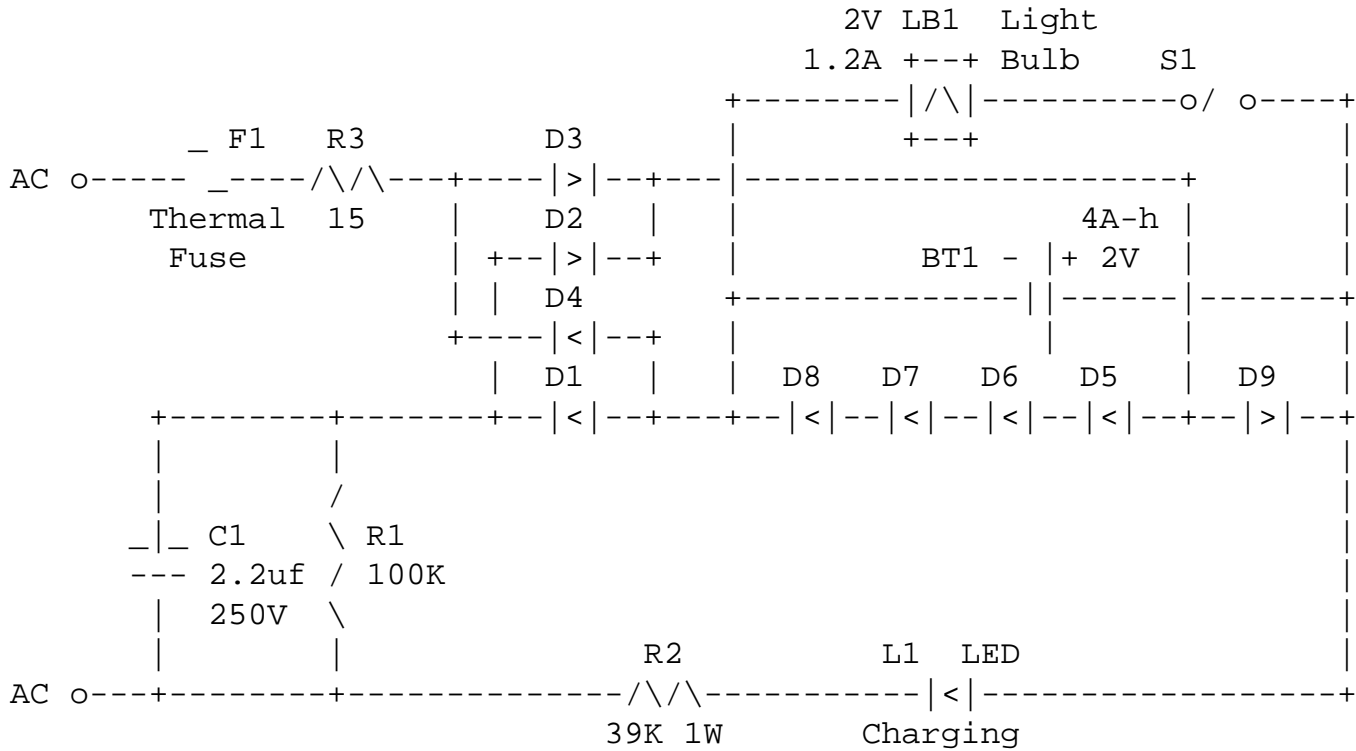 2V LB1  Light
1.2A +--+ Bulb   S1
+--------|/\|----------o/ o----+
_ F1   R3         D3       |        +--+                   |
AC o----- _----/\/\---+----|>|--+---|-----------------------+       |
Thermal  15    |    D2   |   |                 4A-h  |       |
Fuse           | +--|>|--+   |         BT1 - |+ 2V   |       |
| |  D4       +---------------||------|-------+
+----|<|--+   |               |      |       |
|  D1   |   |  D8   D7   D6   D5   |  D9   |
+--------+-------+--|<|--+---+--|<|--|<|--|<|--|<|--+--|>|--+
|        |                                                  |
|        /                                                  |
_|_ C1    \ R1                                               |
--- 2.2uf / 100K                                             |
|  250V  \                                                  |
|        |              R2          L1  LED                 |
AC o---+--------+-------------/\/\----------|<|----------------+
39K 1W       Charging